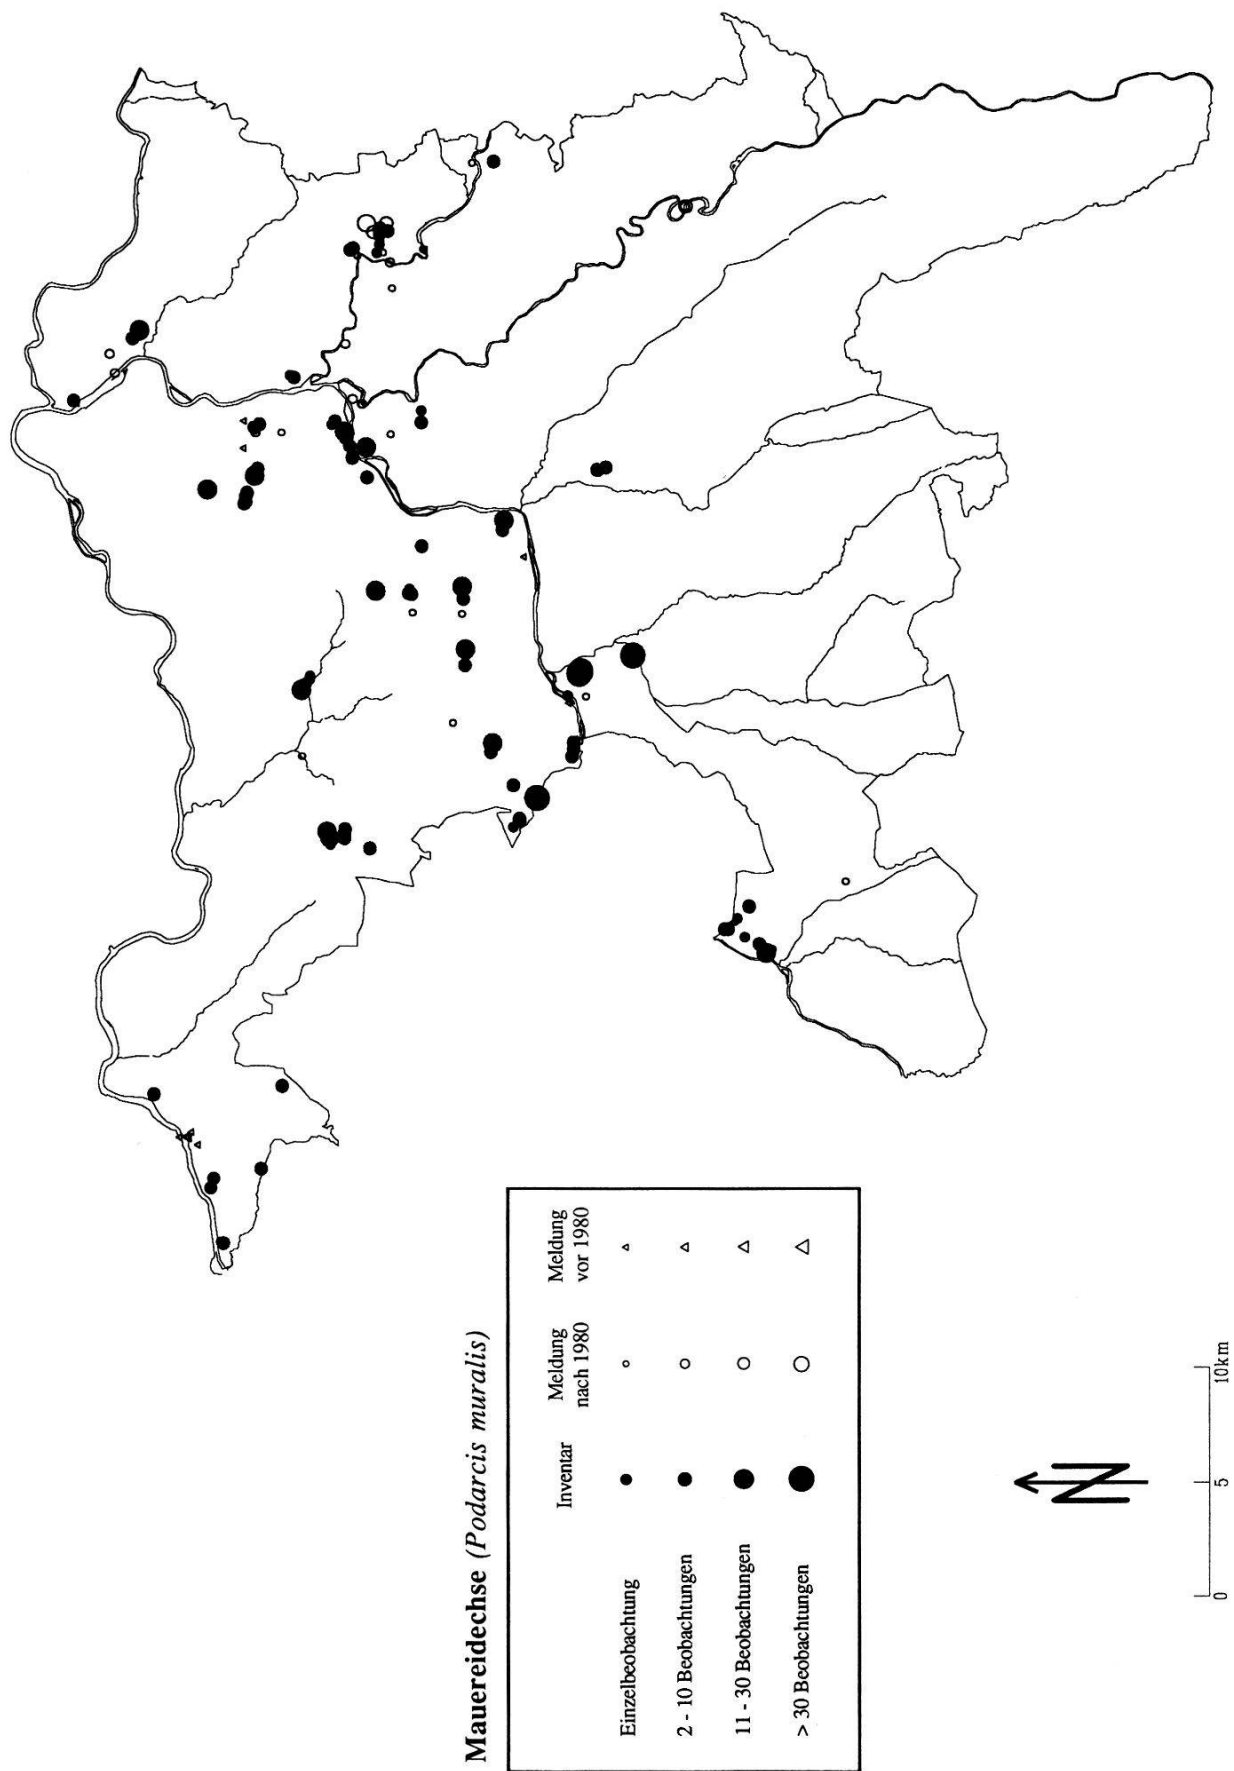 Mauereidechse (Podarcis muralis)
Inventar
Meldung
nach 1980
Meldung
vor 1980
Einzelbeobachtung
2 - 10 Beobachtungen
11 - 30 Beobachtungen
> 30 Beobachtungen
N
0 5 10km